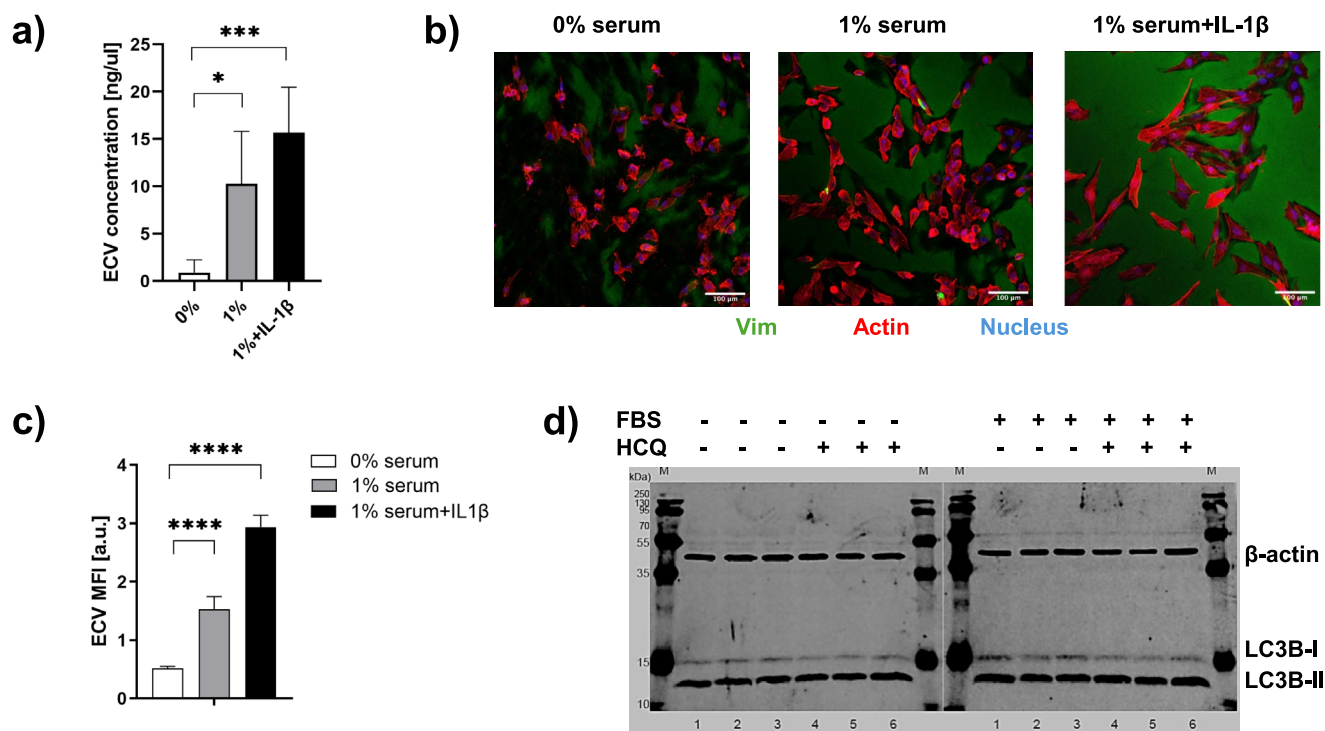 a)
ECV concentration [ng/ul]
25
20
15
10
5
0
***
*
0%
1%
1%+IL-1β
b)
0% serum
1% serum
1% serum+IL-1β
100 µm
100 µm
100 µm
Vim
Actin
Nucleus
c)
ECV MFI [a.u.]
4
3
2
1
0
****
****
0% serum
1% serum
1% serum+IL1β
d)
FBS - - - - - - + + + + + +
HCQ - - - + + + - - - + + +
(kDa)
M M M M
250
130
95
70
55
35
15
10
β-actin
LC3B-I
LC3B-II
1 2 3 4 5 6 1 2 3 4 5 6